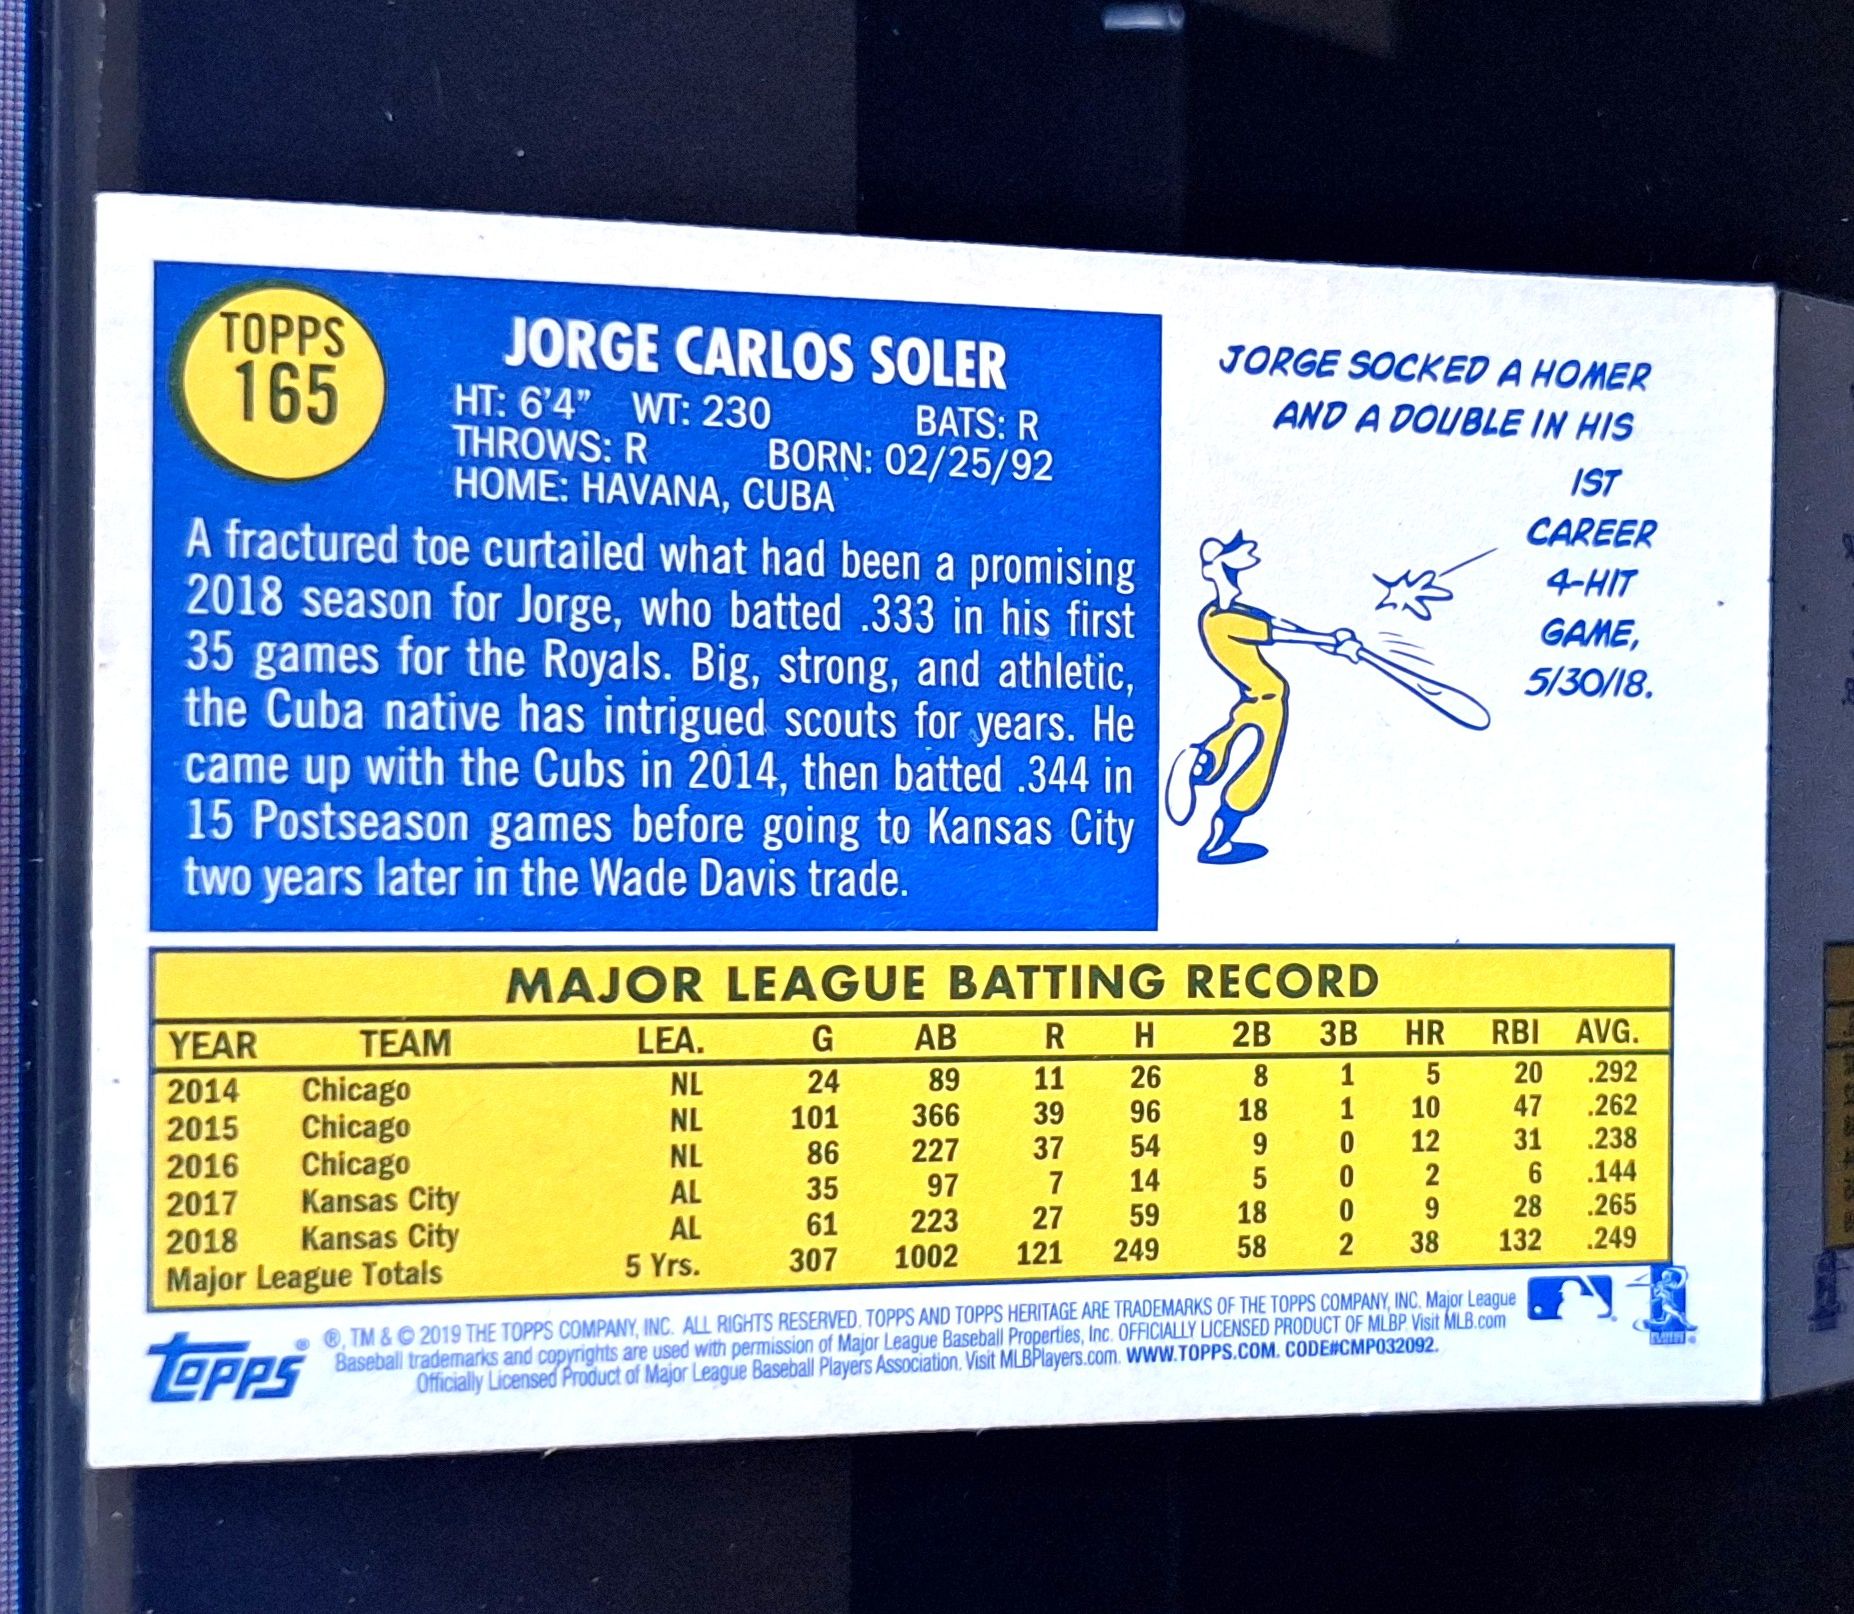 TOPPS
165
JORGE CARLOS SOLER
HT: 6'4" WT: 230 BATS: R
THROWS: R BORN: 02/25/92
HOME: HAVANA, CUBA
A fractured toe curtailed what had been a promising
2018 season for Jorge, who batted .333 in his first
35 games for the Royals. Big, strong, and athletic,
the Cuba native has intrigued scouts for years. He
came up with the Cubs in 2014, then batted .344 in
15 Postseason games before going to Kansas City
two years later in the Wade Davis trade.
JORGE SOCKED A HOMER
AND A DOUBLE IN HIS
1ST
CAREER
4-HIT
GAME,
5/30/18.
MAJOR LEAGUE BATTING RECORD
YEAR TEAM LEA. G AB R H 2B 3B HR RBI AVG.
2014 Chicago NL 24 89 11 26 8 1 5 20 .292
2015 Chicago NL 101 366 39 96 18 1 10 47 .262
2016 Chicago NL 86 227 37 54 9 0 12 31 .238
2017 Kansas City AL 35 97 7 14 5 0 2 6 .144
2018 Kansas City AL 61 223 27 59 18 0 9 28 .265
Major League Totals 5 Yrs. 307 1002 121 249 58 2 38 132 .249
topps ®
®, TM & © 2019 THE TOPPS COMPANY, INC. ALL RIGHTS RESERVED. TOPPS AND TOPPS HERITAGE ARE TRADEMARKS OF THE TOPPS COMPANY, INC. Major League
Baseball trademarks and copyrights are used with permission of Major League Baseball Properties, Inc. OFFICIALLY LICENSED PRODUCT OF MLBP. Visit MLB.com
Officially Licensed Product of Major League Baseball Players Association. Visit MLBPlayers.com. WWW.TOPPS.COM. CODE#CMP032092.